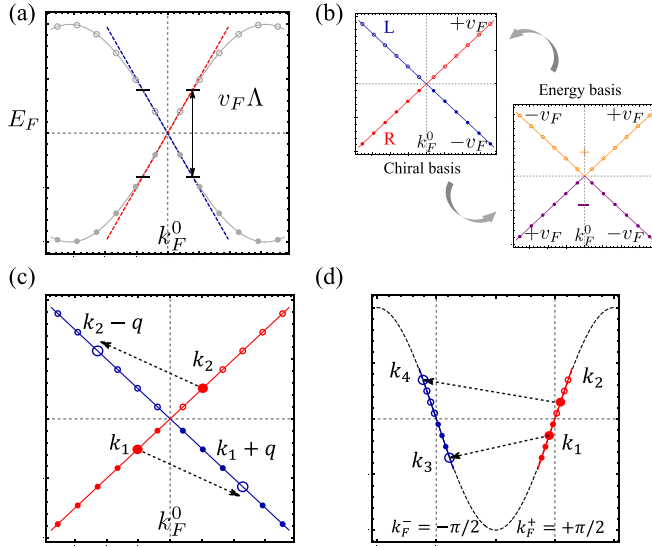 (a)
E_F
v_F Λ
k_F^0
(b)
L
+v_F
R
k_F^0
−v_F
Chiral basis
Energy basis
−v_F
+v_F
+
−
+v_F
k_F^0
−v_F
(c)
k_2 − q
k_2
k_1
k_1 + q
k_F^0
(d)
k_4
k_2
k_3
k_1
k_F^- = −π/2
k_F^+ = +π/2